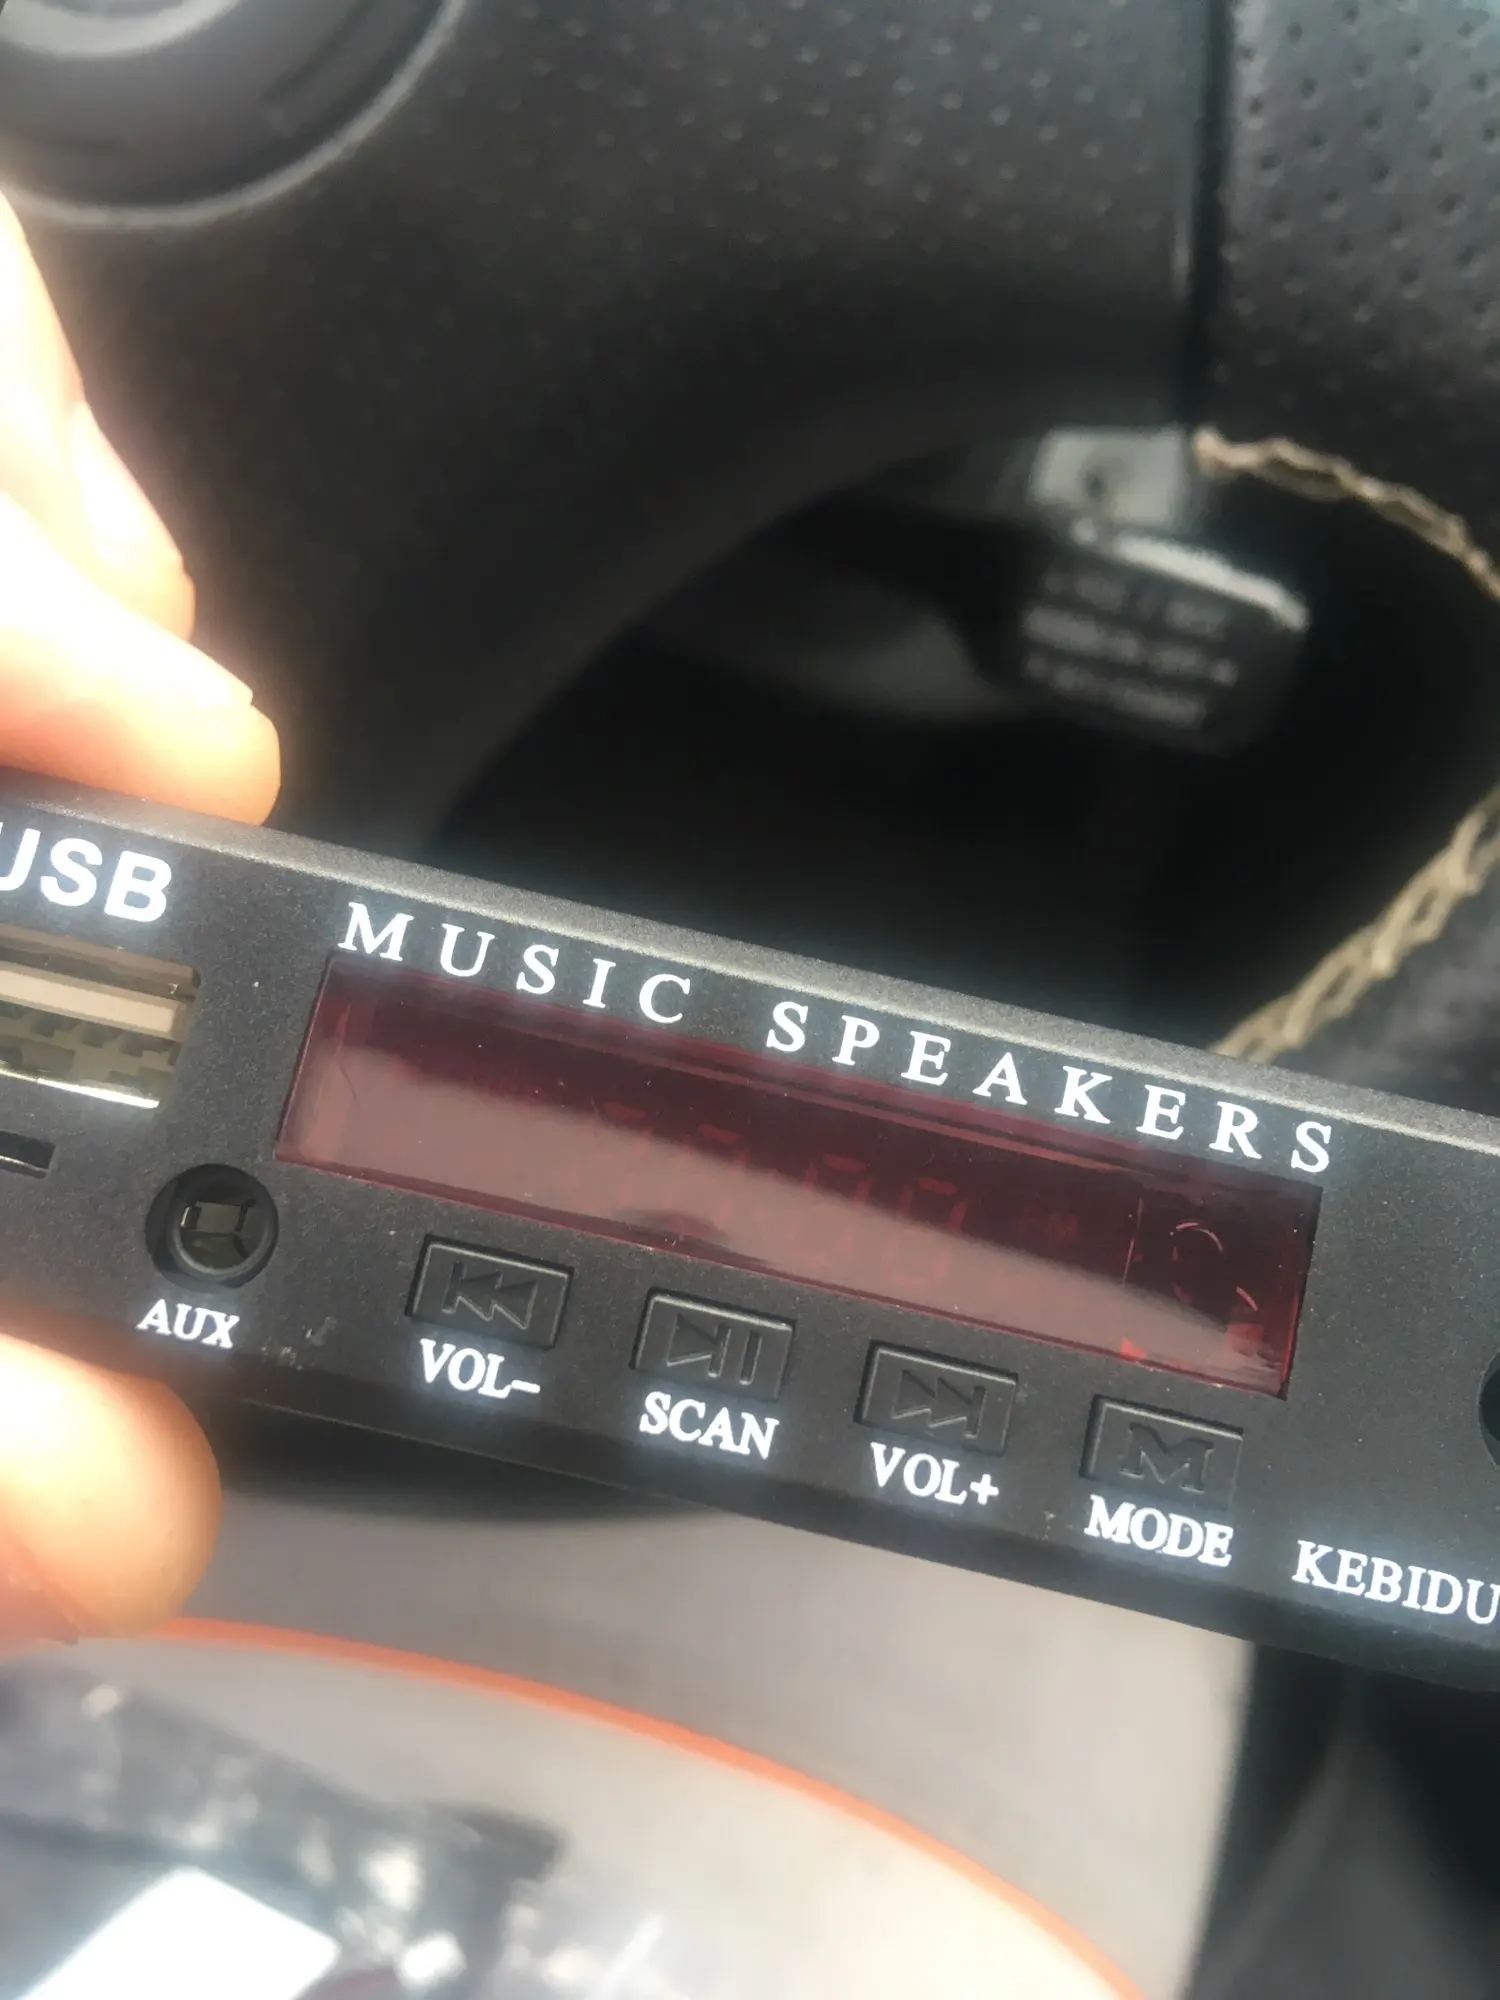 USB
MUSIC SPEAKERS
AUX
VOL-
SCAN
VOL+
M
MODE
KEBIDU